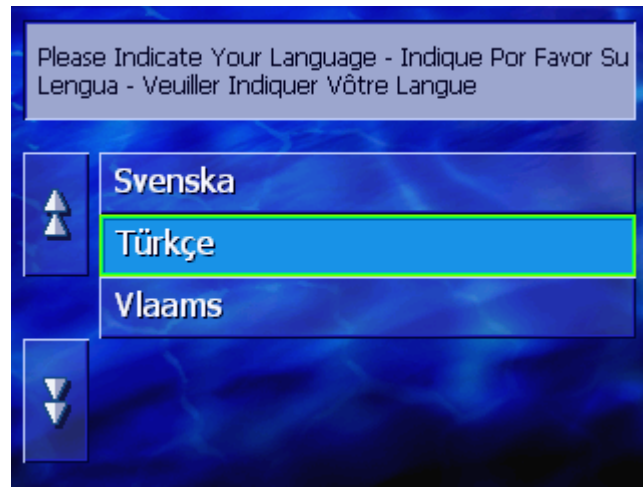 Please Indicate Your Language - Indique Por Favor Su
Lengua - Veuiller Indiquer Vôtre Langue
Svenska
Türkçe
Vlaams